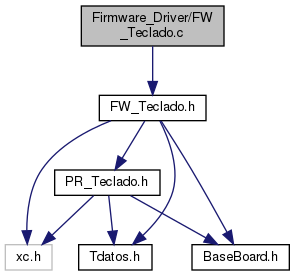 Firmware_Driver/FW
_Teclado.c
FW_Teclado.h
PR_Teclado.h
xc.h
Tdatos.h
BaseBoard.h